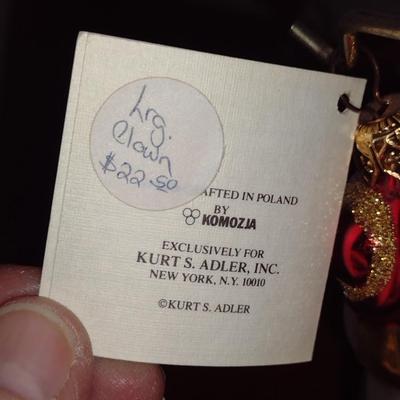 Lrg.
Clown
$22.50
AFTED IN POLAND
BY
KOMOZJA
EXCLUSIVELY FOR
KURT S. ADLER, INC.
NEW YORK, N.Y. 10010
©KURT S. ADLER